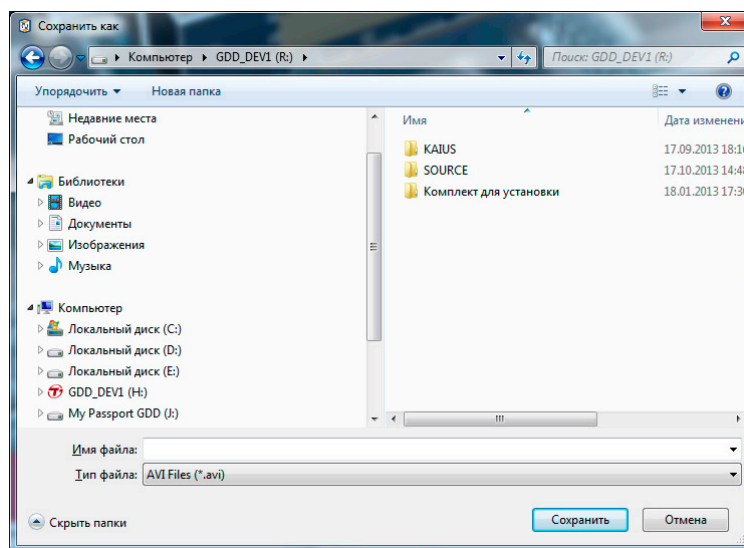 Сохранить как
Компьютер GDD_DEV1 (R:)
Поиск: GDD_DEV1 (R:)
Упорядочить Новая папка
Недавние места
Рабочий стол
Библиотеки
Видео
Документы
Изображения
Музыка
Компьютер
Локальный диск (C:)
Локальный диск (D:)
Локальный диск (E:)
GDD_DEV1 (H:)
My Passport GDD (J:)
Имя Дата изменени
KAIUS 17.09.2013 18:16
SOURCE 17.10.2013 14:48
Комплект для установки 18.01.2013 17:30
Имя файла:
Тип файла: AVI Files (*.avi)
Скрыть папки
Сохранить
Отмена